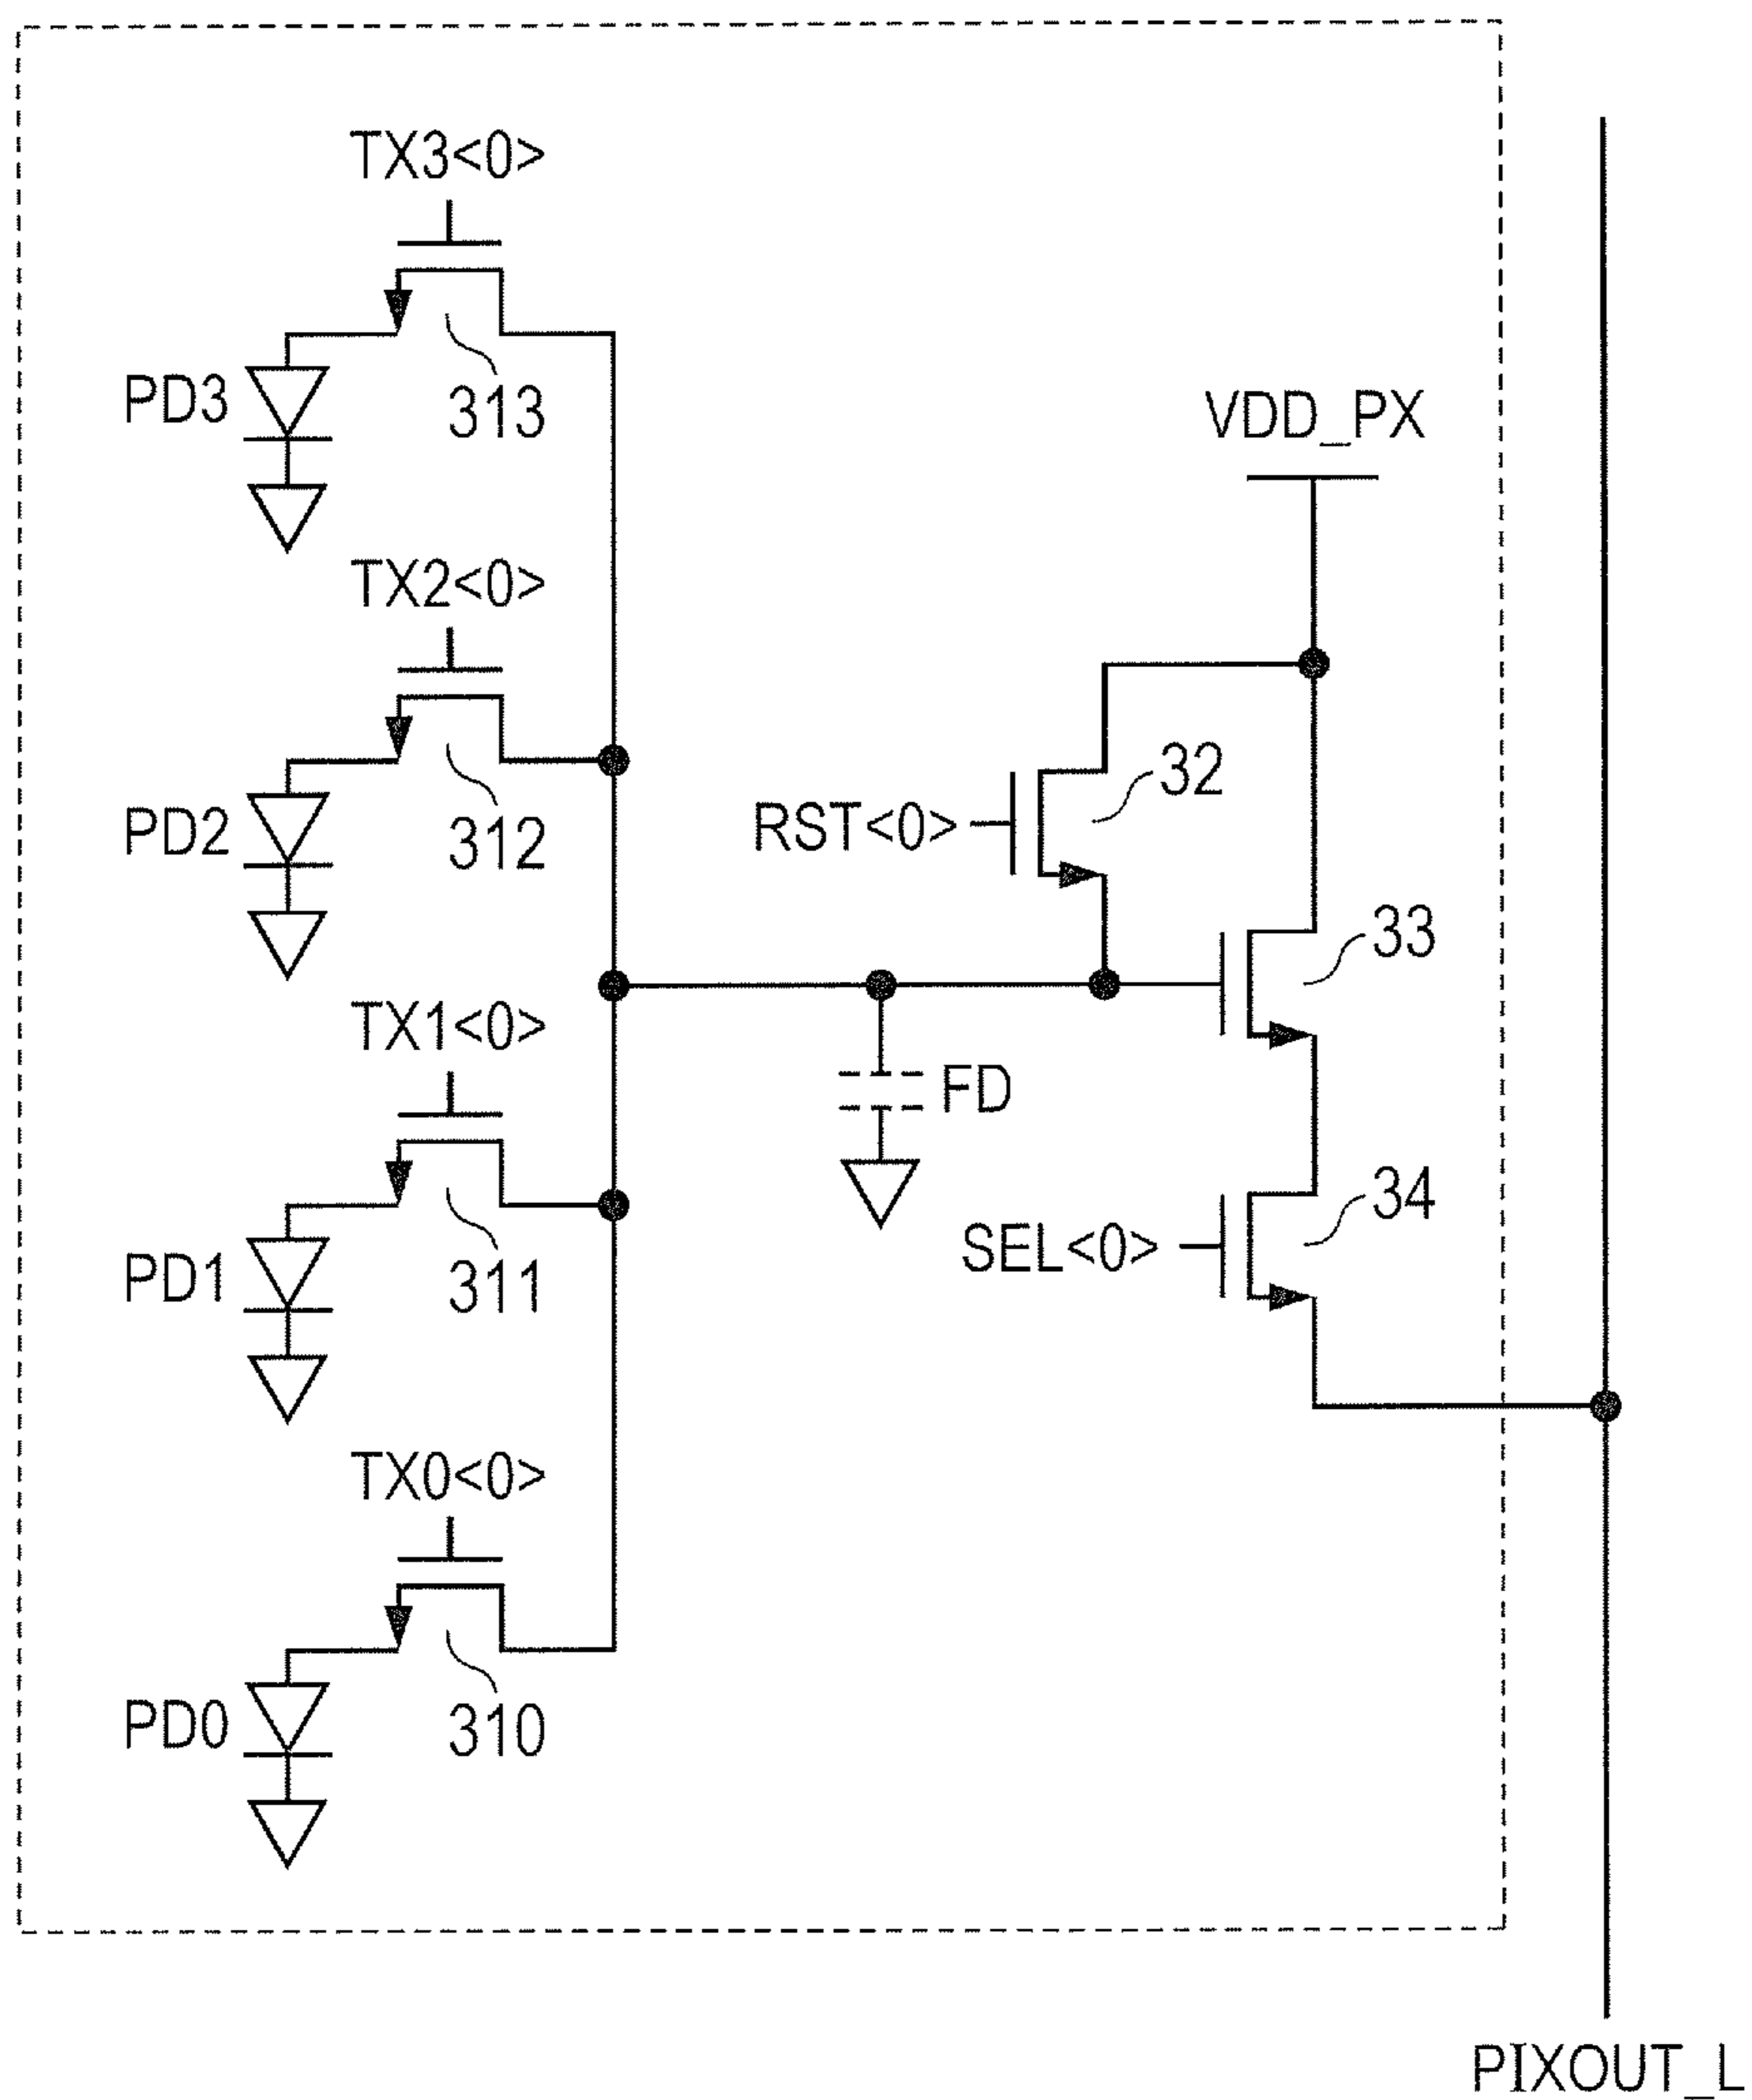 TX3<0>
PD3
313
VDD_PX
TX2<0>
PD2
312
32
RST<0>
33
TX1<0>
FD
PD1
311
34
SEL<0>
TX0<0>
PD0
310
PIXOUT_L